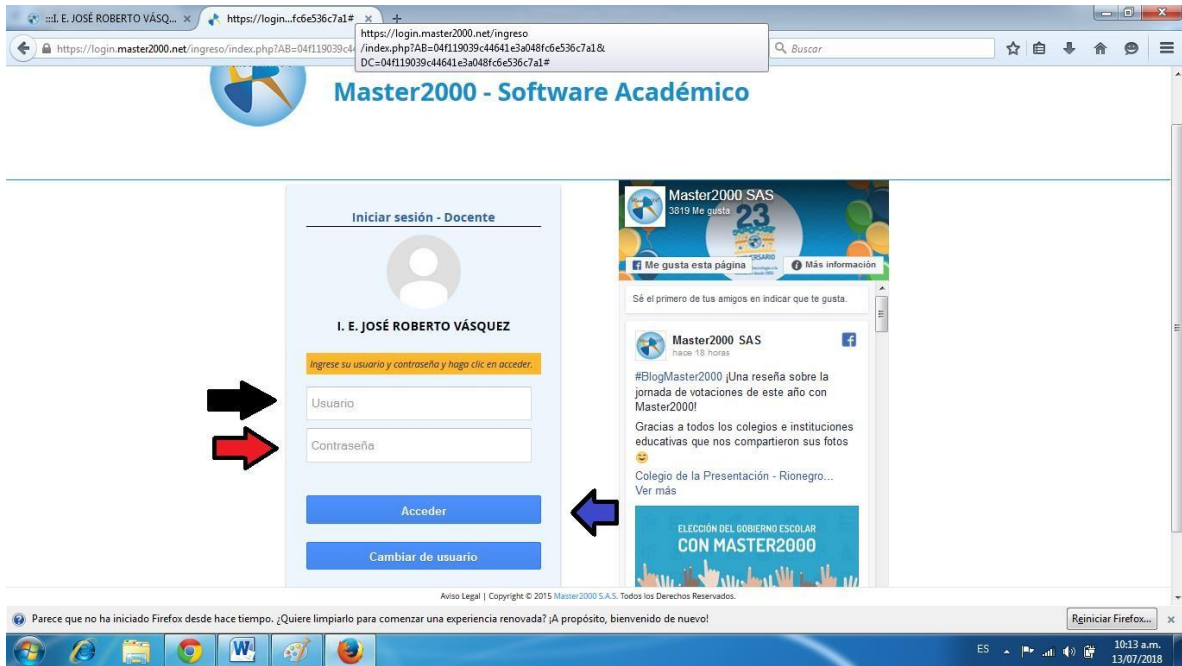 :::I. E. JOSÉ ROBERTO VÁSQ...
https://login...fc6e536c7a1#
https://login.master2000.net/ingreso
/index.php?AB=04f119039c44641e3a048fc6e536c7a1&
DC=04f119039c44641e3a048fc6e536c7a1#
https://login.master2000.net/ingreso/index.php?AB=04f119039c4
Buscar
Master2000 - Software Académico
Iniciar sesión - Docente
I. E. JOSÉ ROBERTO VÁSQUEZ
Ingrese su usuario y contraseña y haga clic en acceder.
Usuario
Contraseña
Acceder
Cambiar de usuario
Master2000 SAS
3819 Me gusta
23
Me gusta esta página
Más información
Sé el primero de tus amigos en indicar que te gusta.
Master2000 SAS
hace 18 horas
#BlogMaster2000 ¡Una reseña sobre la
jornada de votaciones de este año con
Master2000!
Gracias a todos los colegios e instituciones
educativas que nos compartieron sus fotos
Colegio de la Presentación - Rionegro...
Ver más
ELECCIÓN DEL GOBIERNO ESCOLAR
CON MASTER2000
Aviso Legal | Copyright © 2015 Master2000 S.A.S. Todos los Derechos Reservados.
Parece que no ha iniciado Firefox desde hace tiempo. ¿Quiere limpiarlo para comenzar una experiencia renovada? ¡A propósito, bienvenido de nuevo!
Reiniciar Firefox...
ES
10:13 a.m.
13/07/2018